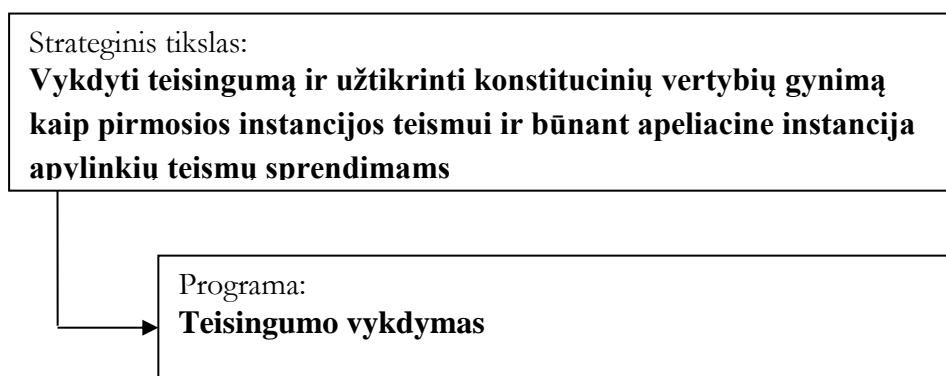 Strateginis tikslas:
Vykdyti teisingumą ir užtikrinti konstitucinių vertybių gynimą
kaip pirmosios instancijos teismui ir būnant apeliacine instancija
apylinkių teismų sprendimams
Programa:
Teisingumo vykdymas